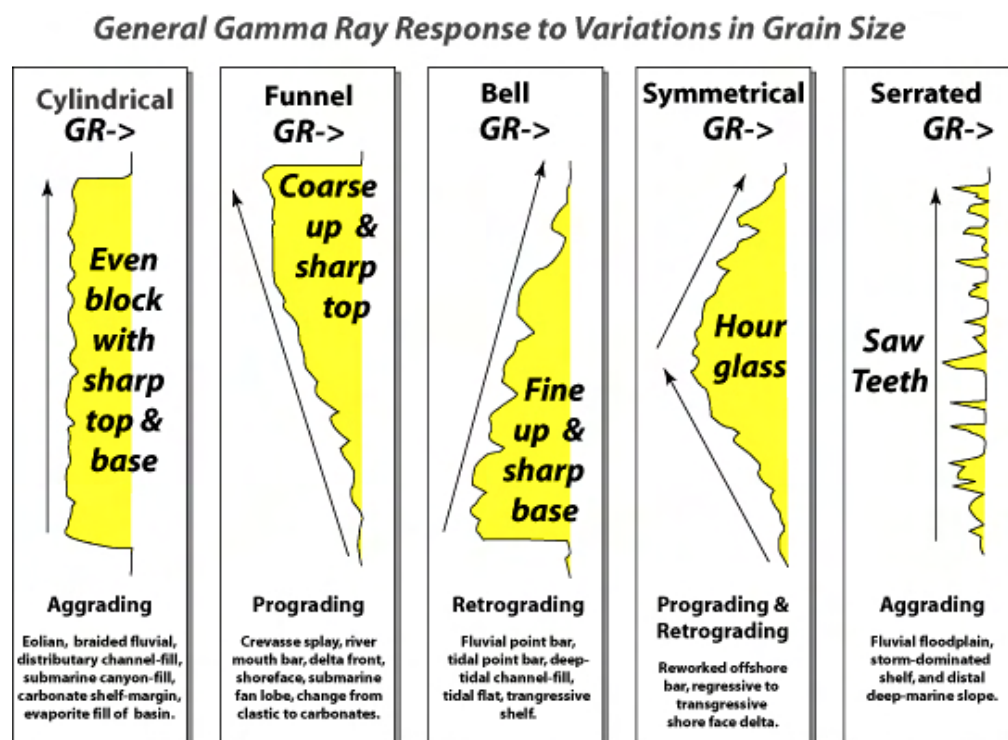 General Gamma Ray Response to Variations in Grain Size
Cylindrical
GR->
Even
block
with
sharp
top &
base
Aggrading
Eolian, braided fluvial,
distributary channel-fill,
submarine canyon-fill,
carbonate shelf-margin,
evaporite fill of basin.
Funnel
GR->
Coarse
up &
sharp
top
Prograding
Crevasse splay, river
mouth bar, delta front,
shoreface, submarine
fan lobe, change from
clastic to carbonates.
Bell
GR->
Fine
up &
sharp
base
Retrograding
Fluvial point bar,
tidal point bar, deep-
tidal channel-fill,
tidal flat, trangressive
shelf.
Symmetrical
GR->
Hour
glass
Prograding &
Retrograding
Reworked offshore
bar, regressive to
transgressive
shore face delta.
Serrated
GR->
Saw
Teeth
Aggrading
Fluvial floodplain,
storm-dominated
shelf, and distal
deep-marine slope.